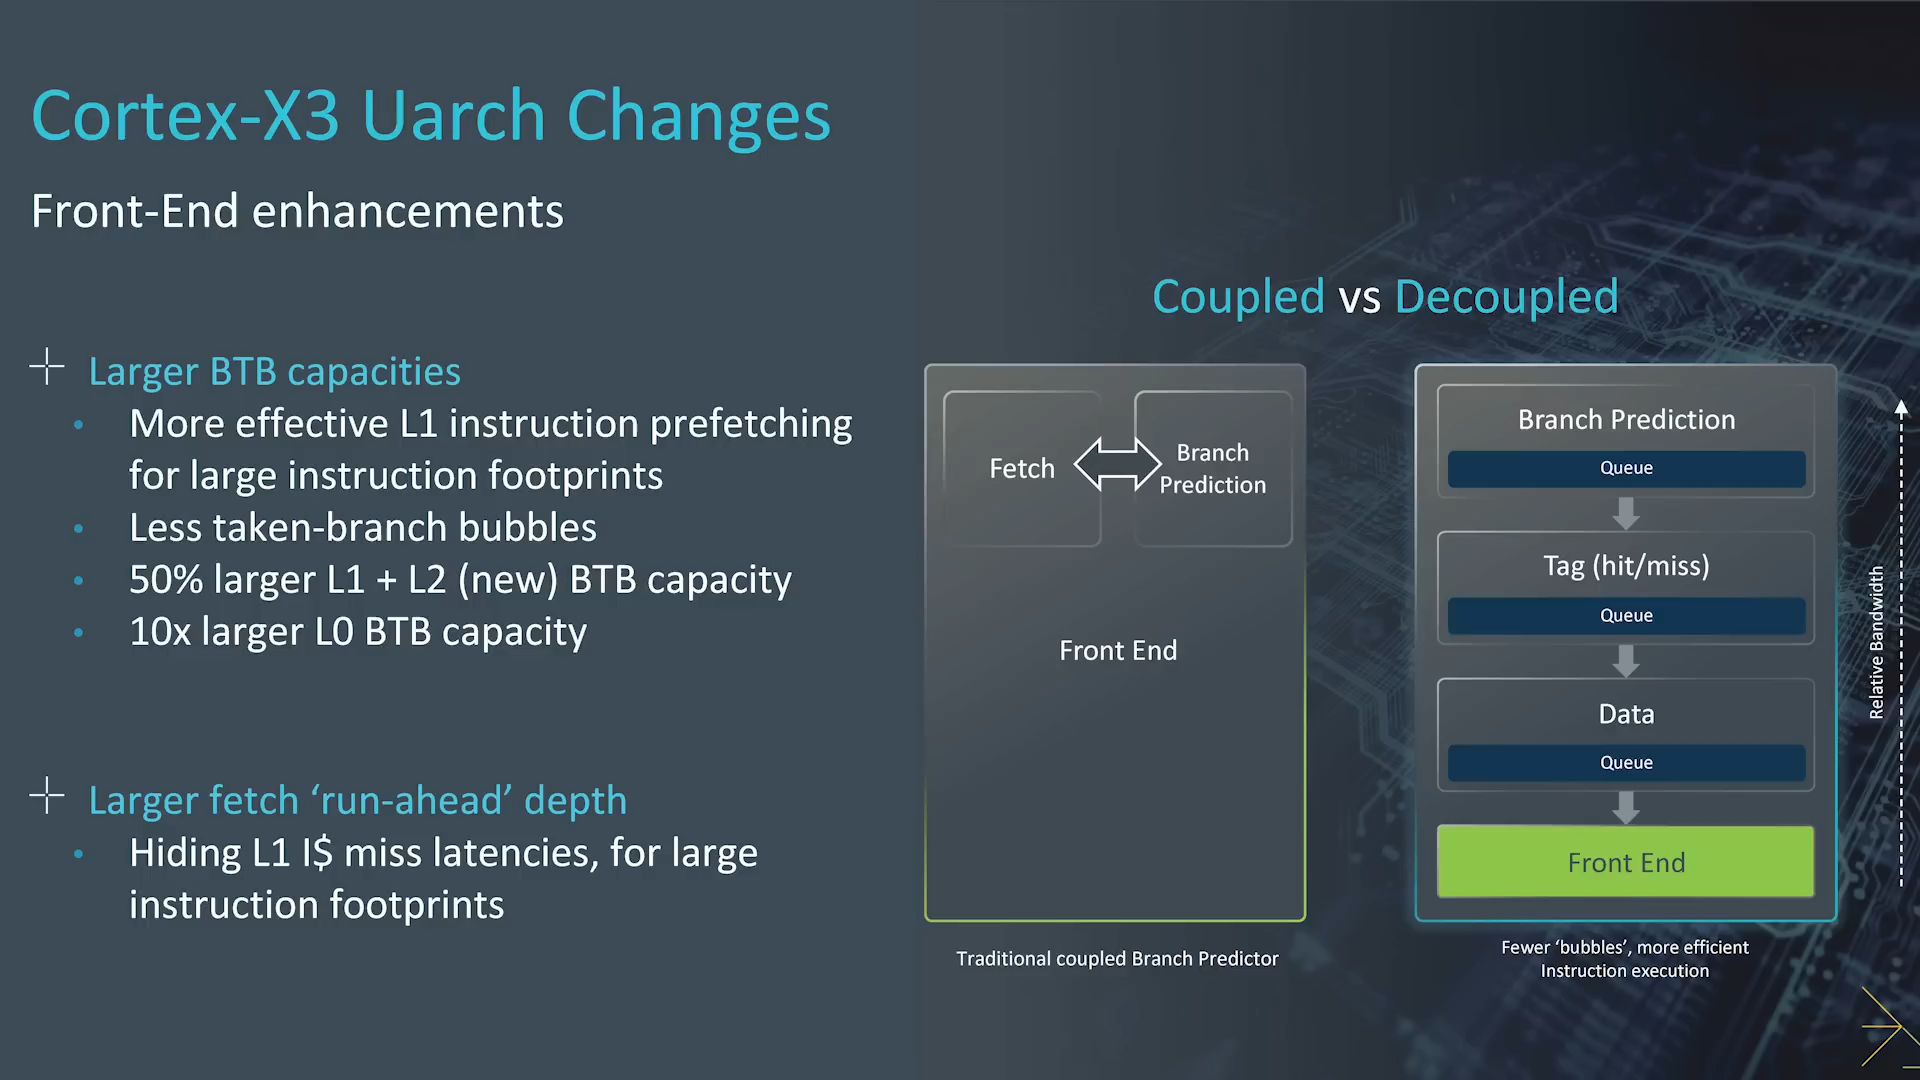 Cortex-X3 Uarch Changes
Front-End enhancements
Larger BTB capacities
• More effective L1 instruction prefetching
for large instruction footprints
• Less taken-branch bubbles
• 50% larger L1 + L2 (new) BTB capacity
• 10x larger L0 BTB capacity
Larger fetch ‘run-ahead’ depth
• Hiding L1 I$ miss latencies, for large
instruction footprints
Coupled vs Decoupled
Fetch
Branch
Prediction
Front End
Traditional coupled Branch Predictor
Branch Prediction
Queue
Tag (hit/miss)
Queue
Data
Queue
Front End
Fewer ‘bubbles’, more efficient
Instruction execution
Relative Bandwidth